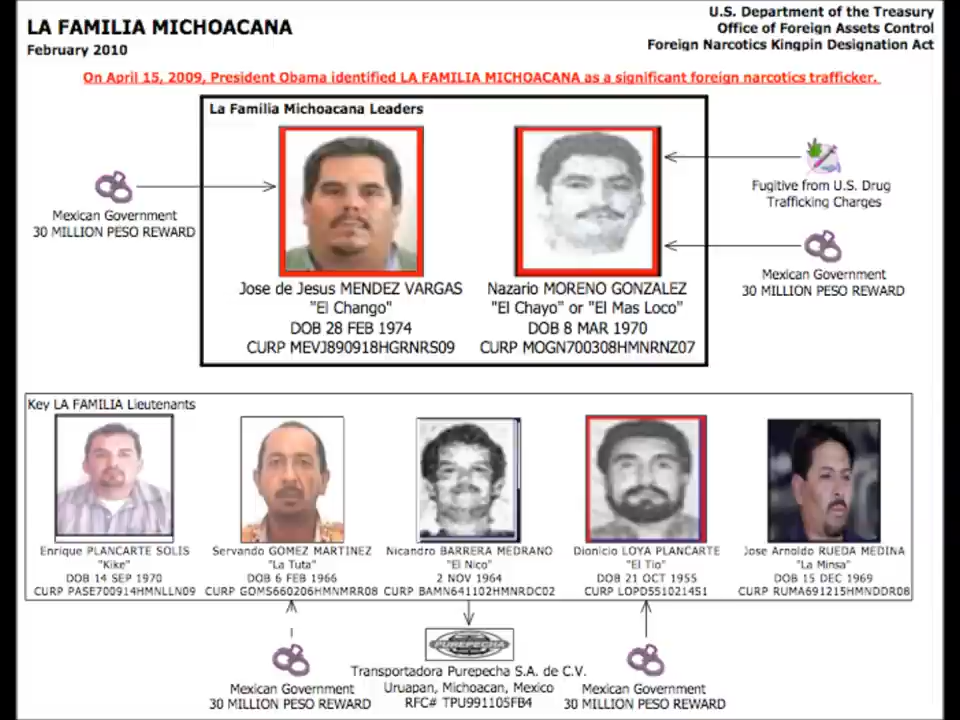 LA FAMILIA MICHOACANA
February 2010
U.S. Department of the Treasury
Office of Foreign Assets Control
Foreign Narcotics Kingpin Designation Act
On April 15, 2009, President Obama identified LA FAMILIA MICHOACANA as a significant foreign narcotics trafficker.
La Familia Michoacana Leaders
Mexican Government
30 MILLION PESO REWARD
Jose de Jesus MENDEZ VARGAS
"El Chango"
DOB 28 FEB 1974
CURP MEVJ890918HGRNRS09
Nazario MORENO GONZALEZ
"El Chayo" or "El Mas Loco"
DOB 8 MAR 1970
CURP MOGN700308HMNRNZ07
Fugitive from U.S. Drug
Trafficking Charges
Mexican Government
30 MILLION PESO REWARD
Key LA FAMILIA Lieutenants
Enrique PLANCARTE SOLIS
"Kike"
DOB 14 SEP 1970
CURP PASE700914HMNLLN09
Servando GOMEZ MARTINEZ
"La Tuta"
DOB 6 FEB 1966
CURP GOMS660206HMNMRR08
Nicandro BARRERA MEDRANO
"El Nico"
2 NOV 1964
CURP BAMN641102HMNRDC02
Dionicio LOYA PLANCARTE
"El Tio"
DOB 21 OCT 1955
CURP LOPD55102​1451
Jose Arnoldo RUEDA MEDINA
"La Minsa"
DOB 15 DEC 1969
CURP RUMA691215HMNDDR08
Mexican Government
30 MILLION PESO REWARD
PUREPECHA
Transportadora Purepecha S.A. de C.V.
Uruapan, Michoacan, Mexico
RFC# TPU991105FB4
Mexican Government
30 MILLION PESO REWARD